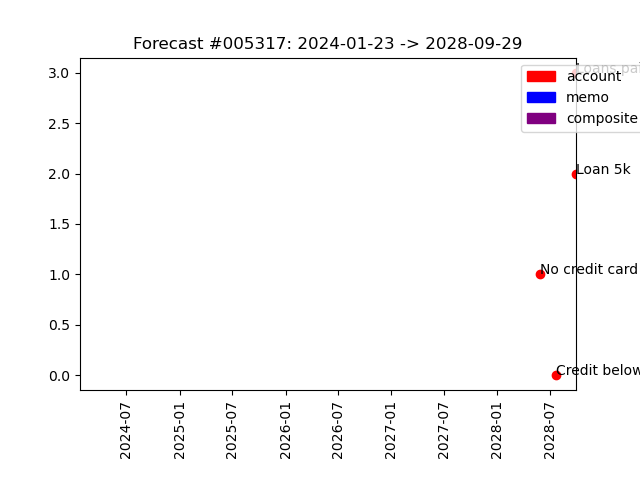 Forecast #005317: 2024-01-23 -> 2028-09-29
3.0
2.5
2.0
1.5
1.0
0.5
0.0
account
memo
composite
Loans pai
Loan 5k
No credit card
Credit below
2024-07
2025-01
2025-07
2026-01
2026-07
2027-01
2027-07
2028-01
2028-07